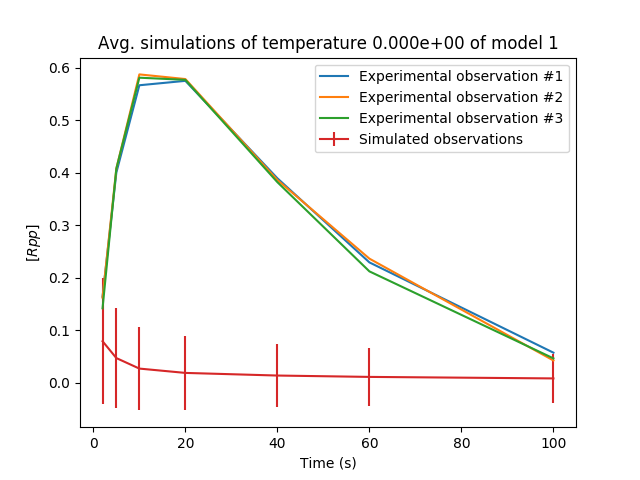 Avg. simulations of temperature 0.000e+00 of model 1
Experimental observation #1
Experimental observation #2
Experimental observation #3
Simulated observations
[Rpp]
0.6
0.5
0.4
0.3
0.2
0.1
0.0
0 20 40 60 80 100
Time (s)